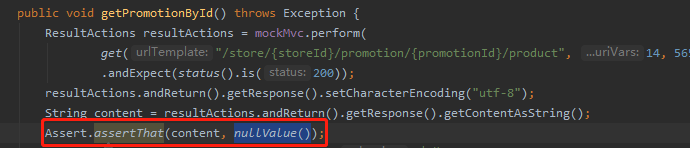 public void getPromotionById() throws Exception {
ResultActions resultActions = mockMvc.perform(
get( urlTemplate: "/store/{storeId}/promotion/{promotionId}/product", ...uriVars: 14, 565
.andExpect(status().is( status: 200));
resultActions.andReturn().getResponse().setCharacterEncoding("utf-8");
String content = resultActions.andReturn().getResponse().getContentAsString();
Assert.assertThat(content, nullValue());